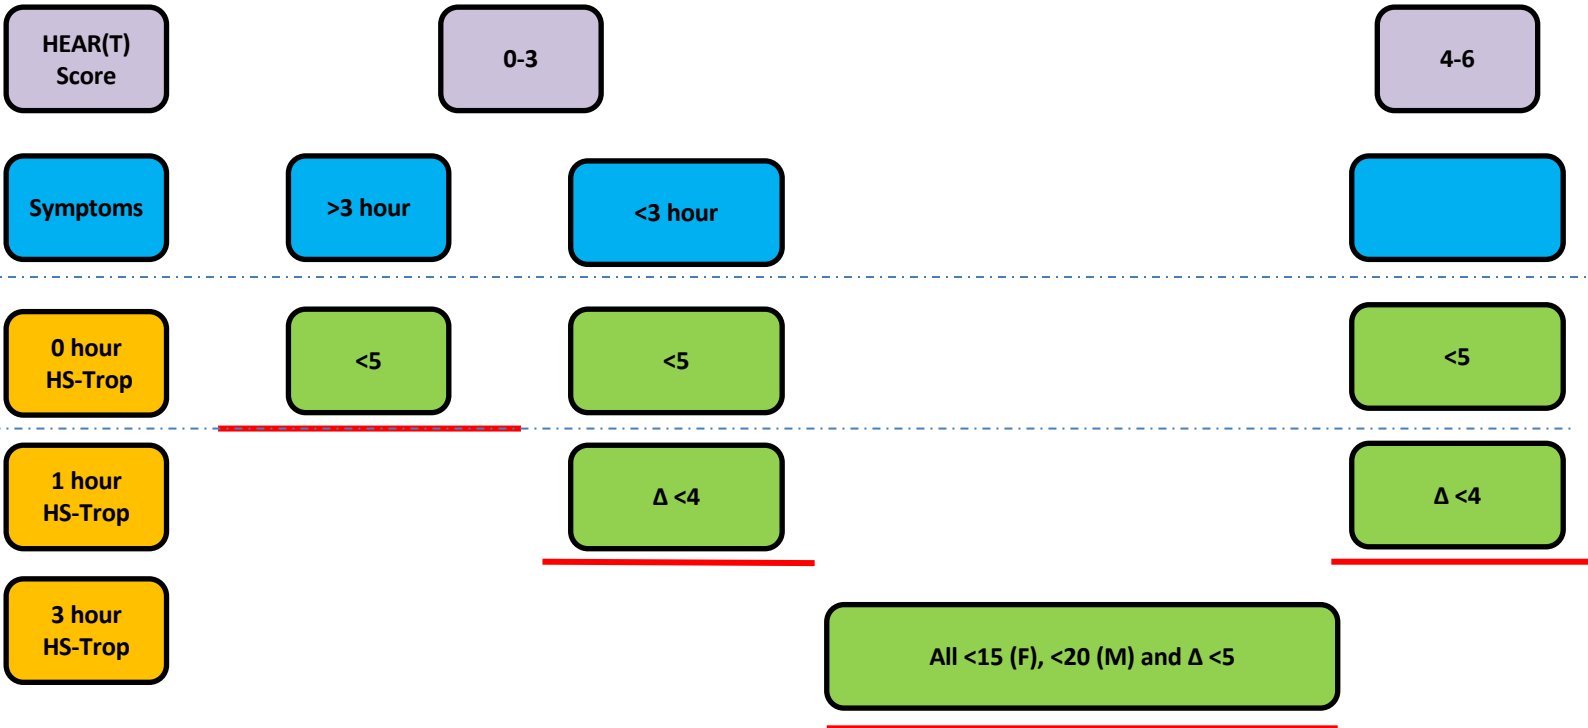 HEAR(T)
Score
0-3
4-6
Symptoms
>3 hour
<3 hour
0 hour
HS-Trop
<5
<5
<5
1 hour
HS-Trop
Δ <4
Δ <4
3 hour
HS-Trop
All <15 (F), <20 (M) and Δ <5